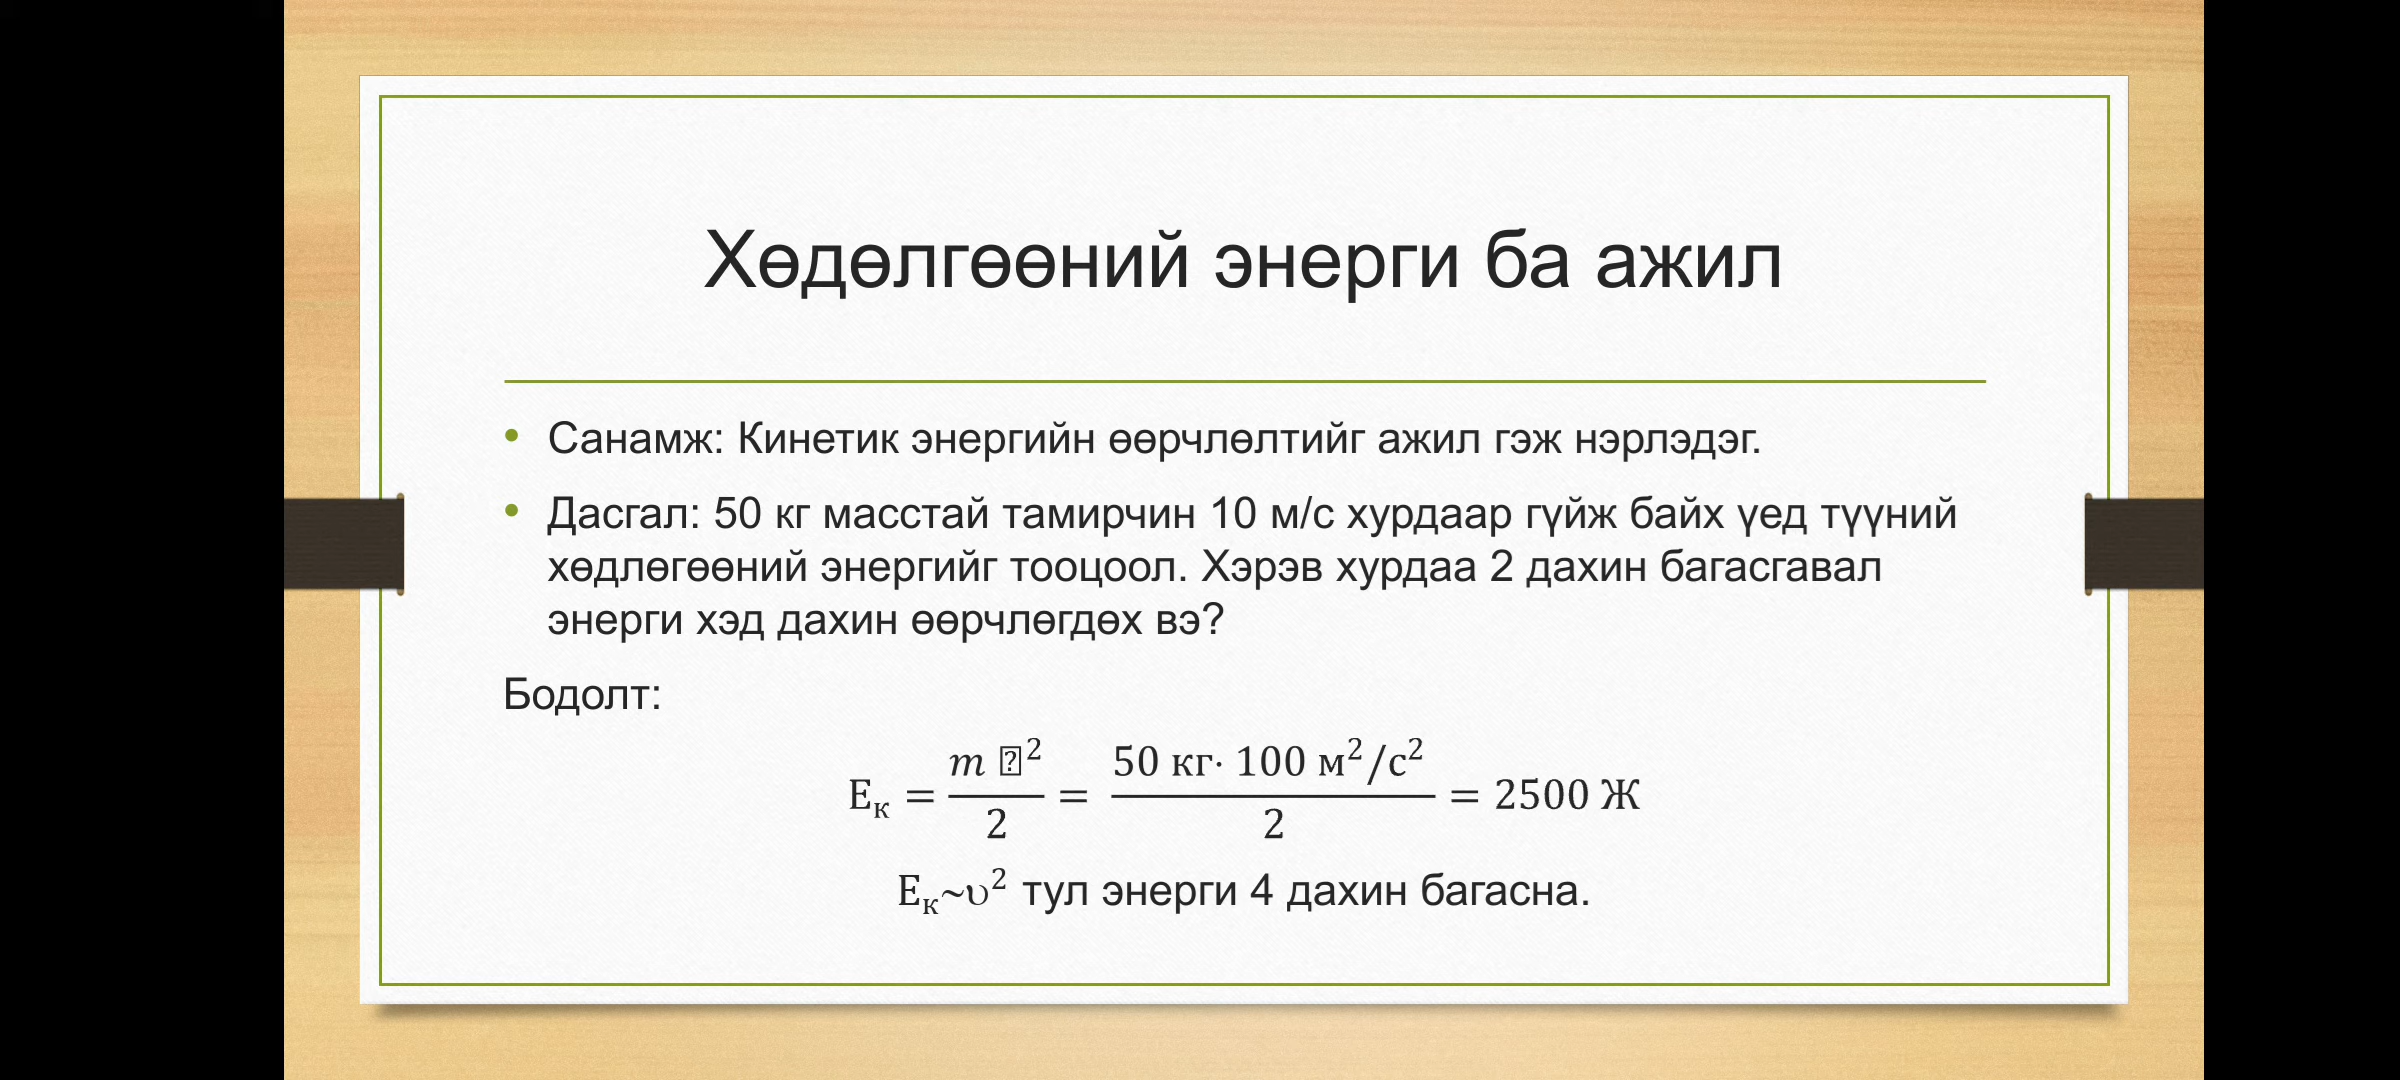 Хөдөлгөөний энерги ба ажил
• Санамж: Кинетик энергийн өөрчлөлтийг ажил гэж нэрлэдэг.
• Дасгал: 50 кг масстай тамирчин 10 м/с хурдаар гүйж байх үед түүний
хөдлөгөөний энергийг тооцоол. Хэрэв хурдаа 2 дахин багасгавал
энерги хэд дахин өөрчлөгдөх вэ?
Бодолт:
Eк = m ⍰²/2 = 50 кг· 100 м²/с²/2 = 2500 Ж
Eк~υ² тул энерги 4 дахин багасна.